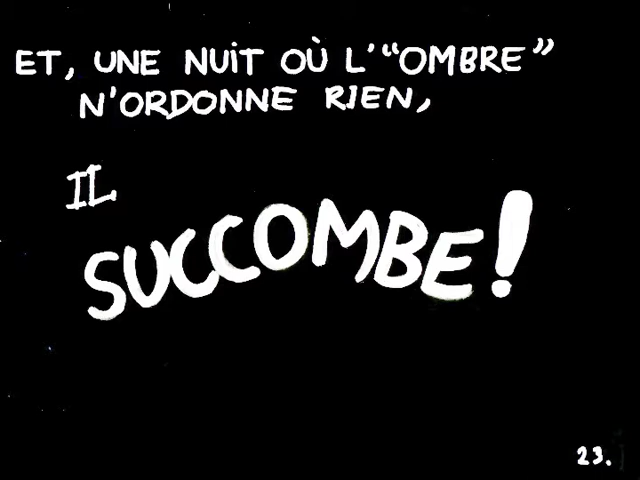 ET, UNE NUIT OÙ L'“OMBRE”
N'ORDONNE RIEN,
IL
SUCCOMBE!
23.